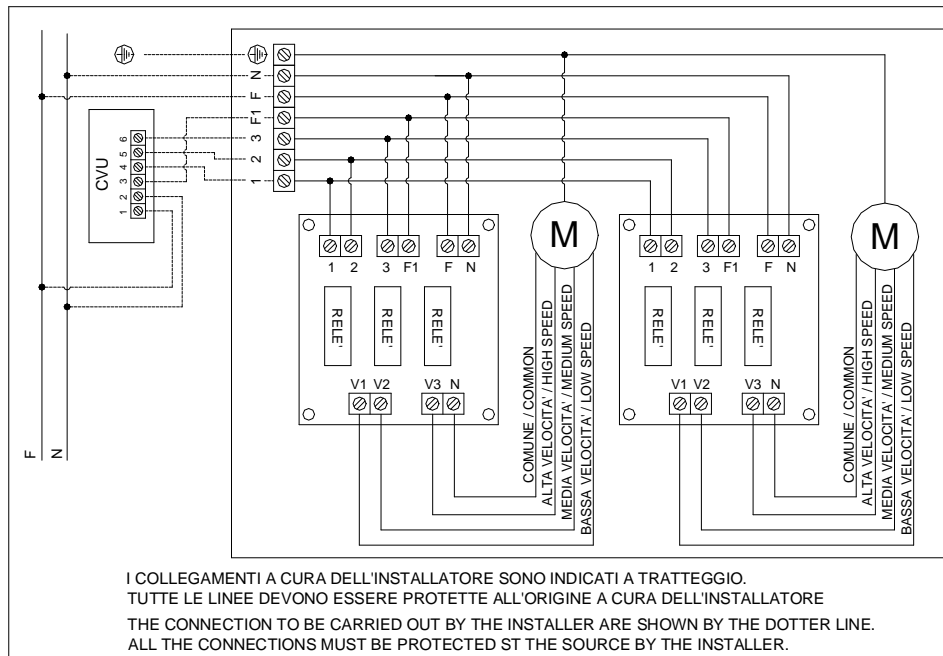 N
F
F1
3
2
1
CVU
6
5
4
3
2
1
M
M
1 2 3 F1 F N
1 2 3 F1 F N
RELE' RELE' RELE'
RELE' RELE' RELE'
V1 V2 V3 N
V1 V2 V3 N
COMUNE / COMMON
ALTA VELOCITA' / HIGH SPEED
MEDIA VELOCITA' / MEDIUM SPEED
BASSA VELOCITA' / LOW SPEED
COMUNE / COMMON
ALTA VELOCITA' / HIGH SPEED
MEDIA VELOCITA' / MEDIUM SPEED
BASSA VELOCITA' / LOW SPEED
F
N
I COLLEGAMENTI A CURA DELL'INSTALLATORE SONO INDICATI A TRATTEGGIO.
TUTTE LE LINEE DEVONO ESSERE PROTETTE ALL'ORIGINE A CURA DELL'INSTALLATORE
THE CONNECTION TO BE CARRIED OUT BY THE INSTALLER ARE SHOWN BY THE DOTTER LINE.
ALL THE CONNECTIONS MUST BE PROTECTED ST THE SOURCE BY THE INSTALLER.